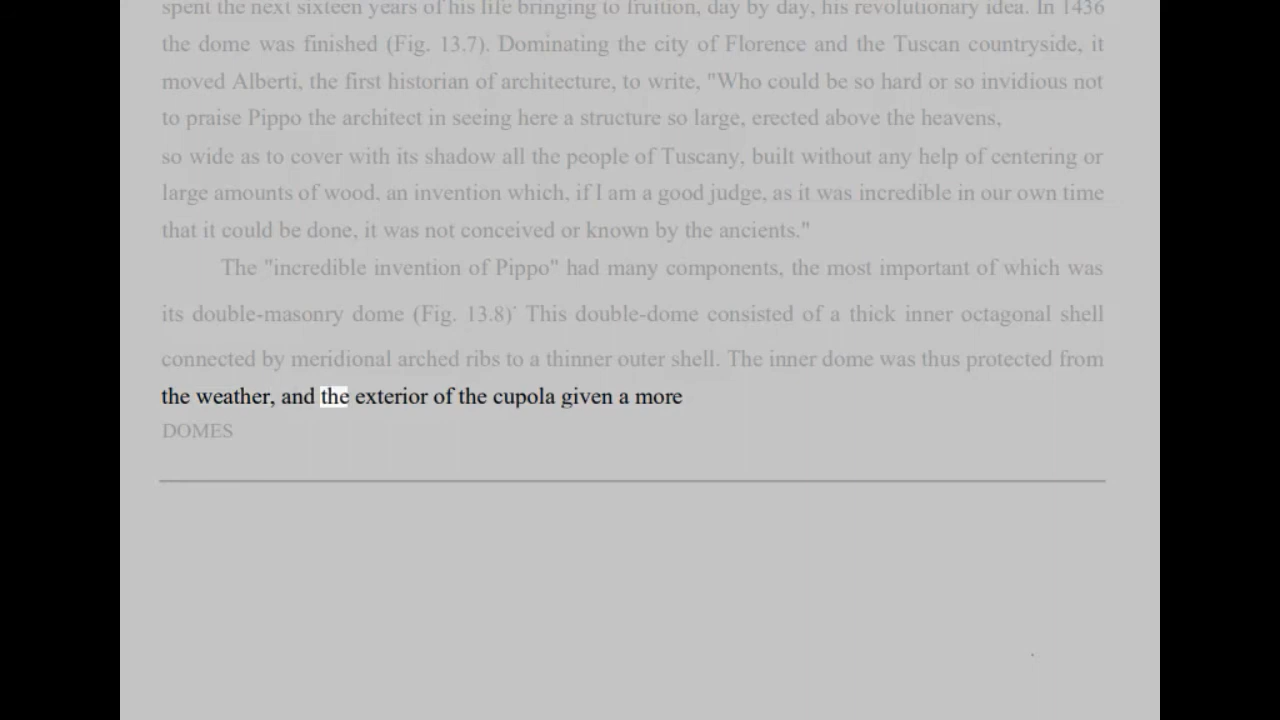 spent the next sixteen years of his life bringing to fruition, day by day, his revolutionary idea. In 1436
the dome was finished (Fig. 13.7). Dominating the city of Florence and the Tuscan countryside, it
moved Alberti, the first historian of architecture, to write, "Who could be so hard or so invidious not
to praise Pippo the architect in seeing here a structure so large, erected above the heavens,
so wide as to cover with its shadow all the people of Tuscany, built without any help of centering or
large amounts of wood, an invention which, if I am a good judge, as it was incredible in our own time
that it could be done, it was not conceived or known by the ancients."
The "incredible invention of Pippo" had many components, the most important of which was
its double-masonry dome (Fig. 13.8)˙ This double-dome consisted of a thick inner octagonal shell
connected by meridional arched ribs to a thinner outer shell. The inner dome was thus protected from
the weather, and the exterior of the cupola given a more
DOMES